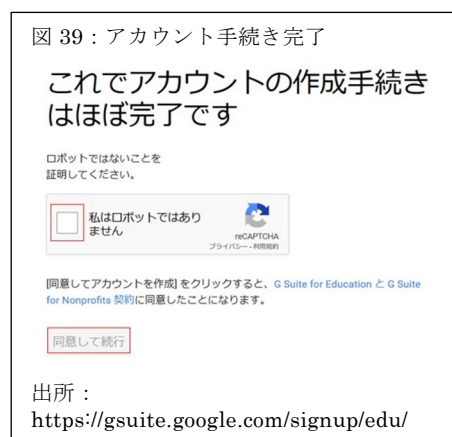 図 39：アカウント手続き完了
これでアカウントの作成手続き
はほぼ完了です
ロボットではないことを
証明してください。
私はロボットではあり
ません
reCAPTCHA
プライバシー - 利用規約
[同意してアカウントを作成] をクリックすると、G Suite for Education と G Suite
for Nonprofits 契約に同意したことになります。
同意して続行
出所：
https://gsuite.google.com/signup/edu/